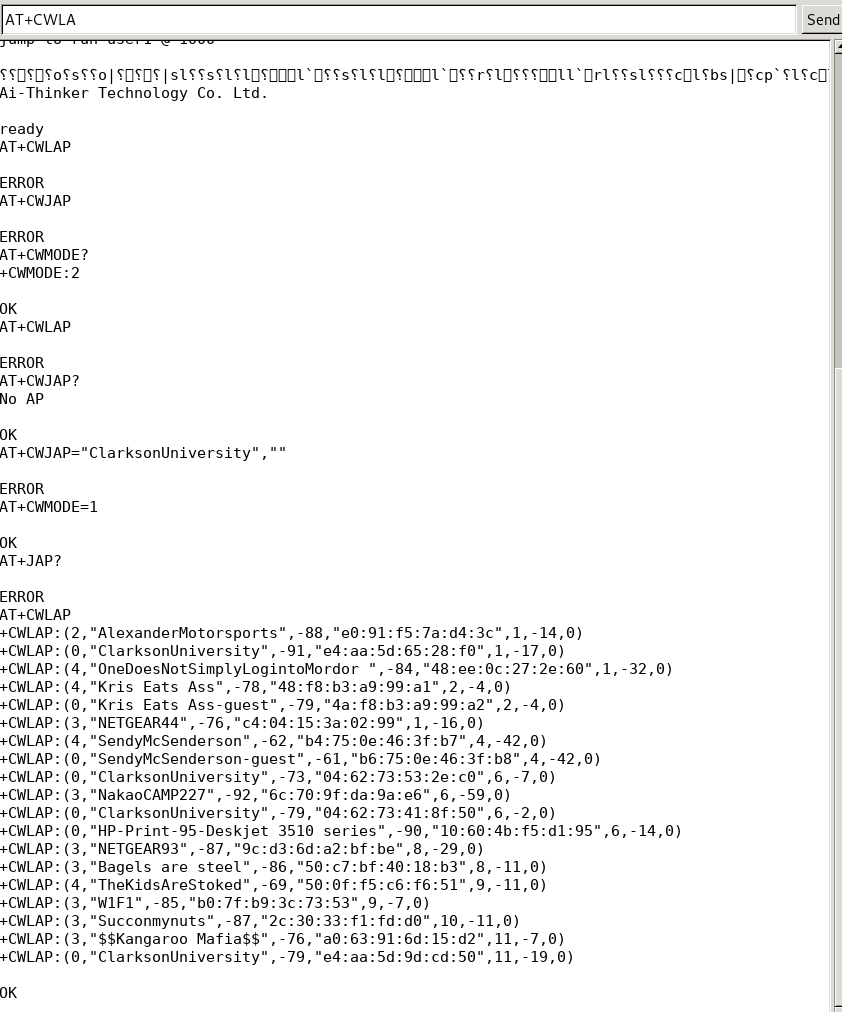 AT+CWLA
Send
Ai-Thinker Technology Co. Ltd.
ready
AT+CWLAP
ERROR
AT+CWJAP
ERROR
AT+CWMODE?
+CWMODE:2
OK
AT+CWLAP
ERROR
AT+CWJAP?
No AP
OK
AT+CWJAP="ClarksonUniversity",""
ERROR
AT+CWMODE=1
OK
AT+JAP?
ERROR
AT+CWLAP
+CWLAP:(2,"AlexanderMotorsports",-88,"e0:91:f5:7a:d4:3c",1,-14,0)
+CWLAP:(0,"ClarksonUniversity",-91,"e4:aa:5d:65:28:f0",1,-17,0)
+CWLAP:(4,"OneDoesNotSimplyLogintoMordor ",-84,"48:ee:0c:27:2e:60",1,-32,0)
+CWLAP:(4,"Kris Eats Ass",-78,"48:f8:b3:a9:99:a1",2,-4,0)
+CWLAP:(0,"Kris Eats Ass-guest",-79,"4a:f8:b3:a9:99:a2",2,-4,0)
+CWLAP:(3,"NETGEAR44",-76,"c4:04:15:3a:02:99",1,-16,0)
+CWLAP:(4,"SendyMcSenderson",-62,"b4:75:0e:46:3f:b7",4,-42,0)
+CWLAP:(0,"SendyMcSenderson-guest",-61,"b6:75:0e:46:3f:b8",4,-42,0)
+CWLAP:(0,"ClarksonUniversity",-73,"04:62:73:53:2e:c0",6,-7,0)
+CWLAP:(3,"NakaoCAMP227",-92,"6c:70:9f:da:9a:e6",6,-59,0)
+CWLAP:(0,"ClarksonUniversity",-79,"04:62:73:41:8f:50",6,-2,0)
+CWLAP:(0,"HP-Print-95-Deskjet 3510 series",-90,"10:60:4b:f5:d1:95",6,-14,0)
+CWLAP:(3,"NETGEAR93",-87,"9c:d3:6d:a2:bf:be",8,-29,0)
+CWLAP:(3,"Bagels are steel",-86,"50:c7:bf:40:18:b3",8,-11,0)
+CWLAP:(4,"TheKidsAreStoked",-69,"50:0f:f5:c6:f6:51",9,-11,0)
+CWLAP:(3,"W1F1",-85,"b0:7f:b9:3c:73:53",9,-7,0)
+CWLAP:(3,"Succonmynuts",-87,"2c:30:33:f1:fd:d0",10,-11,0)
+CWLAP:(3,"$$Kangaroo Mafia$$",-76,"a0:63:91:6d:15:d2",11,-7,0)
+CWLAP:(0,"ClarksonUniversity",-79,"e4:aa:5d:9d:cd:50",11,-19,0)
OK